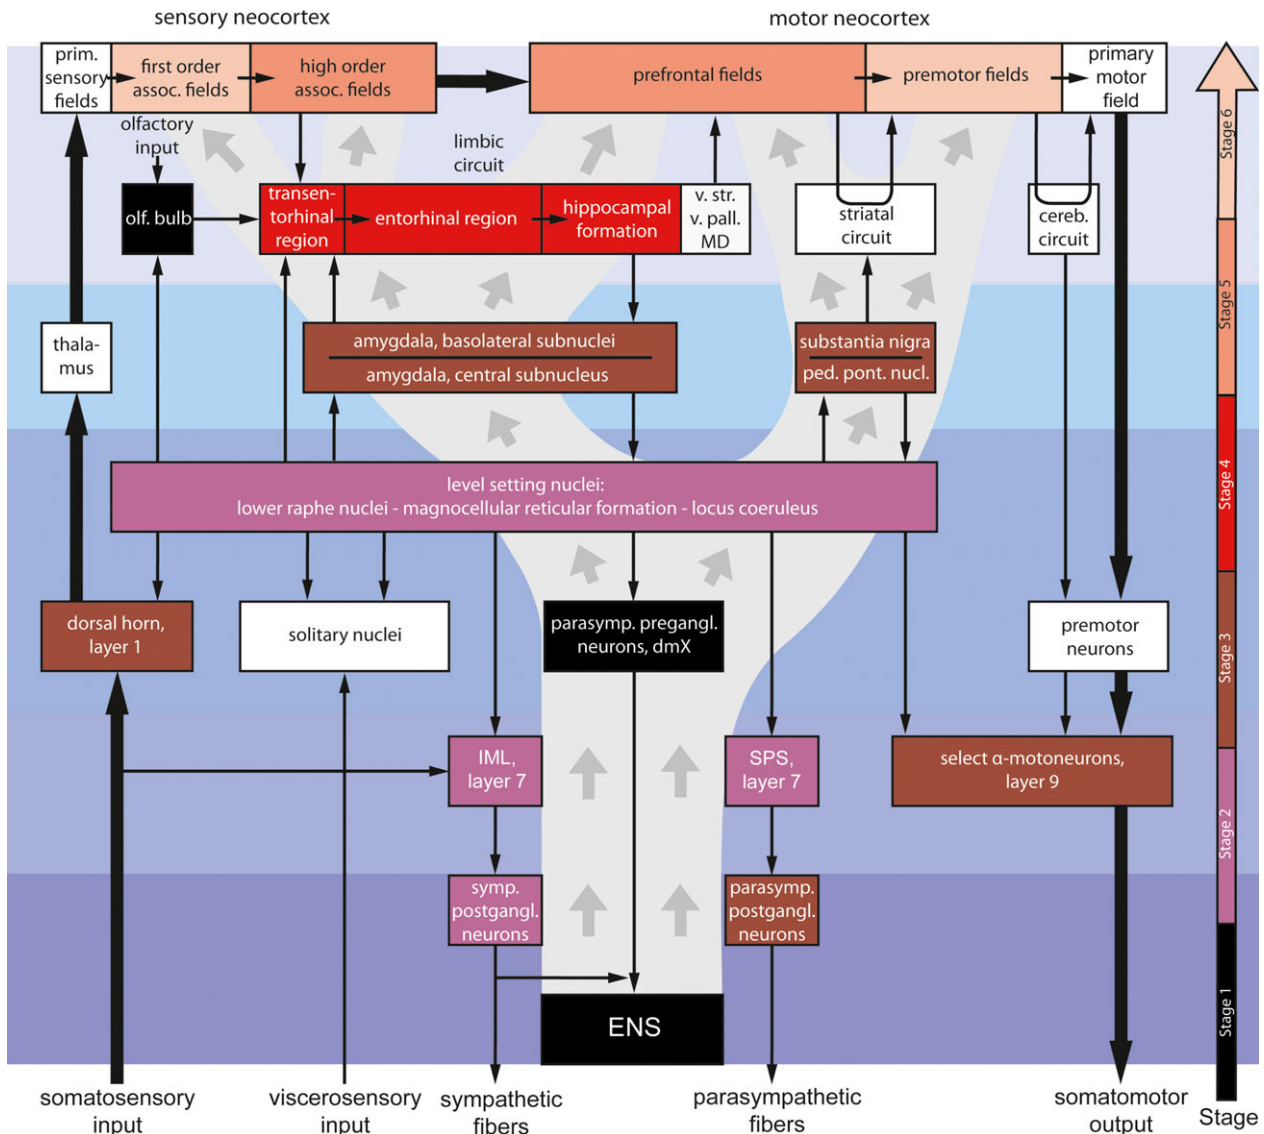 sensory neocortex
motor neocortex
prim.
sensory
fields
first order
assoc. fields
high order
assoc. fields
prefrontal fields
premotor fields
primary
motor
field
olfactory
input
limbic
circuit
Stage 6
olf. bulb
transen-
torhinal
region
entorhinal region
hippocampal
formation
v. str.
v. pall.
MD
striatal
circuit
cereb.
circuit
Stage 5
thala-
mus
amygdala, basolateral subnuclei
amygdala, central subnucleus
substantia nigra
ped. pont. nucl.
Stage 4
level setting nuclei:
lower raphe nuclei - magnocellular reticular formation - locus coeruleus
dorsal horn,
layer 1
solitary nuclei
parasymp. pregangl.
neurons, dmX
premotor
neurons
Stage 3
IML,
layer 7
SPS,
layer 7
select α-motoneurons,
layer 9
Stage 2
symp.
postgangl.
neurons
parasymp.
postgangl.
neurons
ENS
Stage 1
somatosensory
input
viscerosensory
input
sympathetic
fibers
parasympathetic
fibers
somatomotor
output
Stage